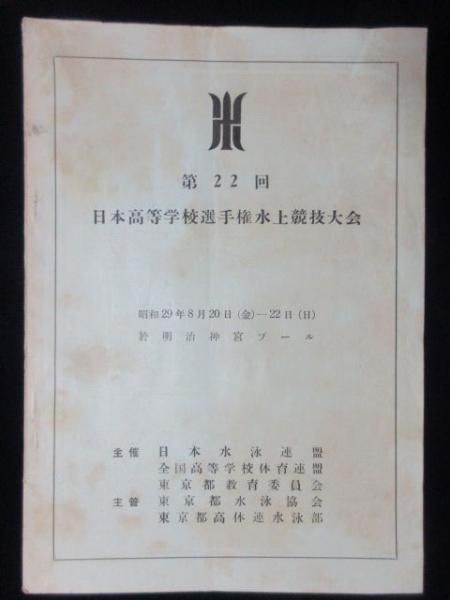 第22回
日本高等学校選手権水上競技大会
昭和29年8月20日(金)—22日(日)
於明治神宮プール
主催 日本水泳連盟
全国高等学校体育連盟
東京都教育委員会
主管 東京都水泳協会
東京都高体連水泳部